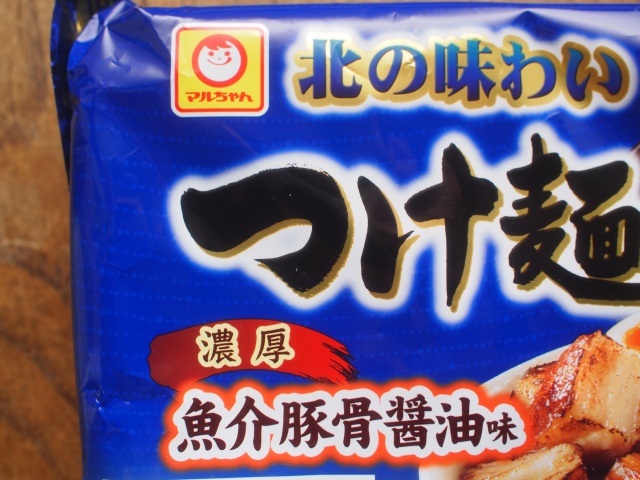 マルちゃん
北の味わい
つけ麺
濃厚
魚介豚骨醤油味